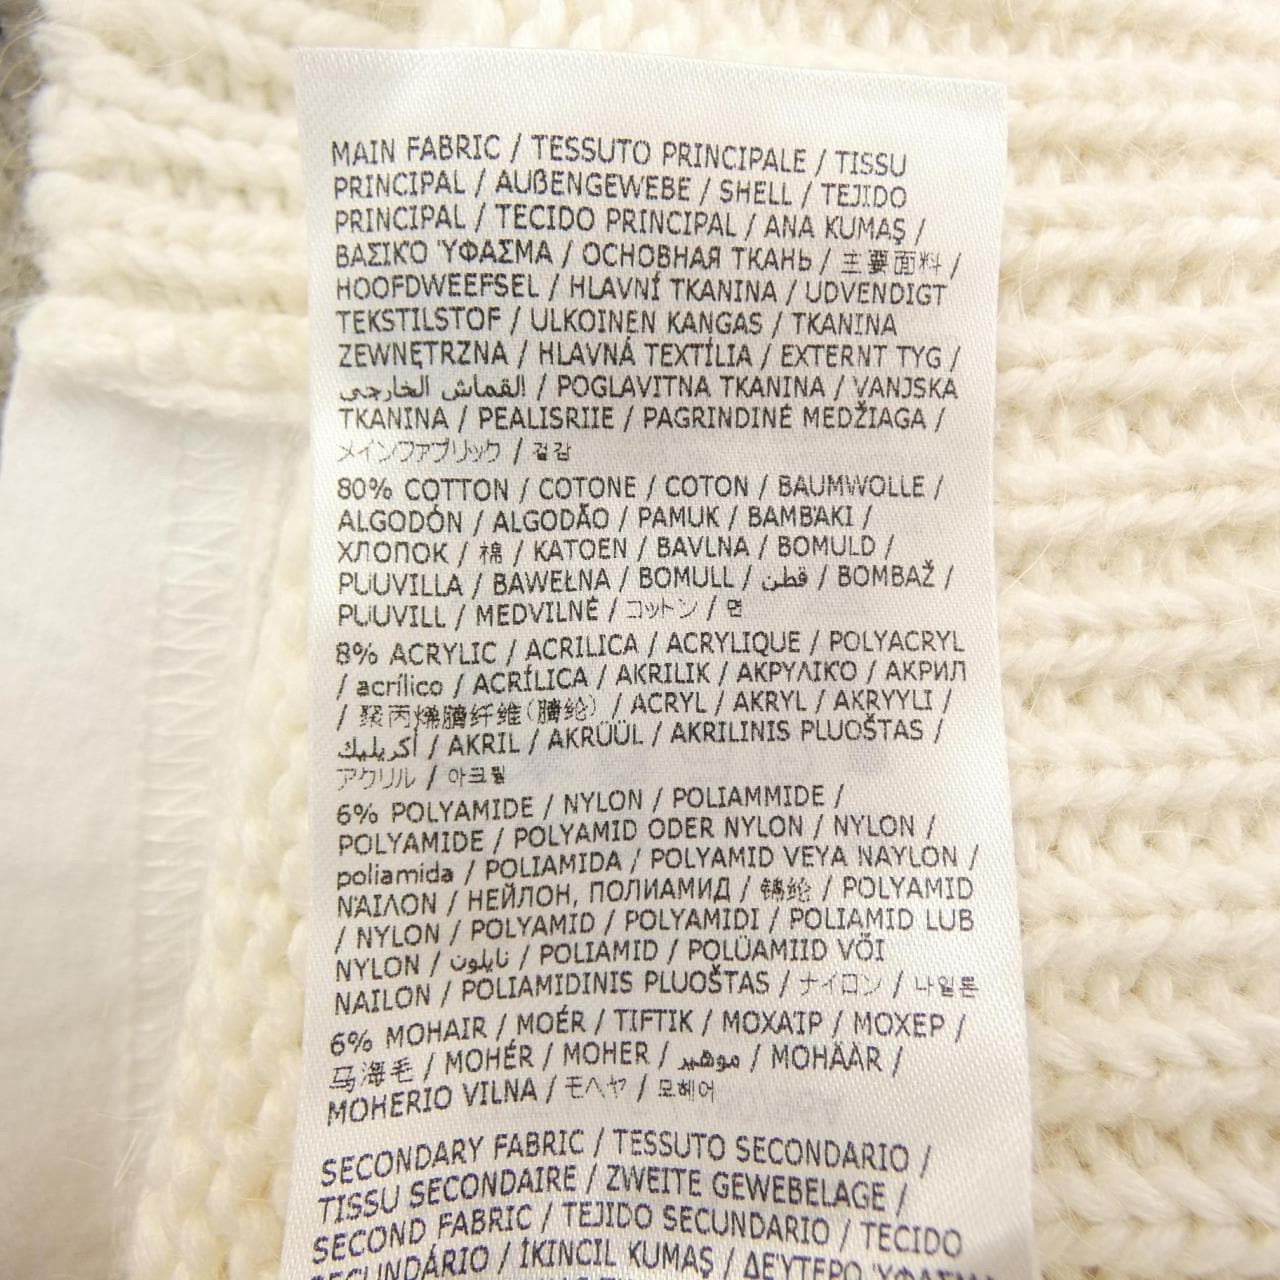 MAIN FABRIC / TESSUTO PRINCIPALE / TISSU
PRINCIPAL / AUßENGEWEBE / SHELL / TEJIDO
PRINCIPAL / TECIDO PRINCIPAL / ANA KUMAŞ /
ΒΑΣΙΚΌ ΎΦΑΣΜΑ / ОСНОВНАЯ ТКАНЬ / 主要面料 /
HOOFDWEEFSEL / HLAVNÍ TKANINA / UDVENDIGT
TEKSTILSTOF / ULKOINEN KANGAS / TKANINA
ZEWNĘTRZNA / HLAVNÁ TEXTÍLIA / EXTERNT TYG /
القماش الخارجي / POGLAVITNA TKANINA / VANJSKA
TKANINA / PEALISRIIE / PAGRINDINĖ MEDŽIAGA /
メインファブリック / 겉감
80% COTTON / COTONE / COTON / BAUMWOLLE /
ALGODÓN / ALGODÃO / PAMUK / ΒΑΜΒΆΚΙ /
ХЛОПОК / 棉 / KATOEN / BAVLNA / BOMULD /
PUUVILLA / BAWEŁNA / BOMULL / قطن / BOMBAŽ /
PUUVILL / MEDVILNĖ / コットン / 면
8% ACRYLIC / ACRILICA / ACRYLIQUE / POLYACRYL
/ acrílico / ACRÍLICA / AKRILIK / ΑΚΡΥΛΙΚΌ / АКРИЛ
/ 聚丙烯腈纤维(腈纶) / ACRYL / AKRYL / AKRYYLI /
أكريليك / AKRIL / AKRÜÜL / AKRILINIS PLUOŠTAS /
アクリル / 아크릴
6% POLYAMIDE / NYLON / POLIAMMIDE /
POLYAMIDE / POLYAMID ODER NYLON / NYLON /
poliamida / POLIAMIDA / POLYAMID VEYA NAYLON /
ΝΆΙΛΟΝ / НЕЙЛОН, ПОЛИАМИД / 锦纶 / POLYAMID
/ NYLON / POLYAMID / POLYAMIDI / POLIAMID LUB
NYLON / نايلون / POLIAMID / POLÜAMIID VÕI
NAILON / POLIAMIDINIS PLUOŠTAS / ナイロン / 나일론
6% MOHAIR / MOÉR / TIFTIK / ΜΟΧΑΊΡ / МОХЕР /
马海毛 / MOHÉR / MOHER / موهير / MOHÄÄR /
MOHERIO VILNA / モヘヤ / 모헤어
SECONDARY FABRIC / TESSUTO SECONDARIO /
TISSU SECONDAIRE / ZWEITE GEWEBELAGE /
SECOND FABRIC / TEJIDO SECUNDARIO / TECIDO
SECUNDÁRIO / İKINCIL KUMAŞ / ΔΕΎΤΕΡΟ ΎΦΑΣΜΑ